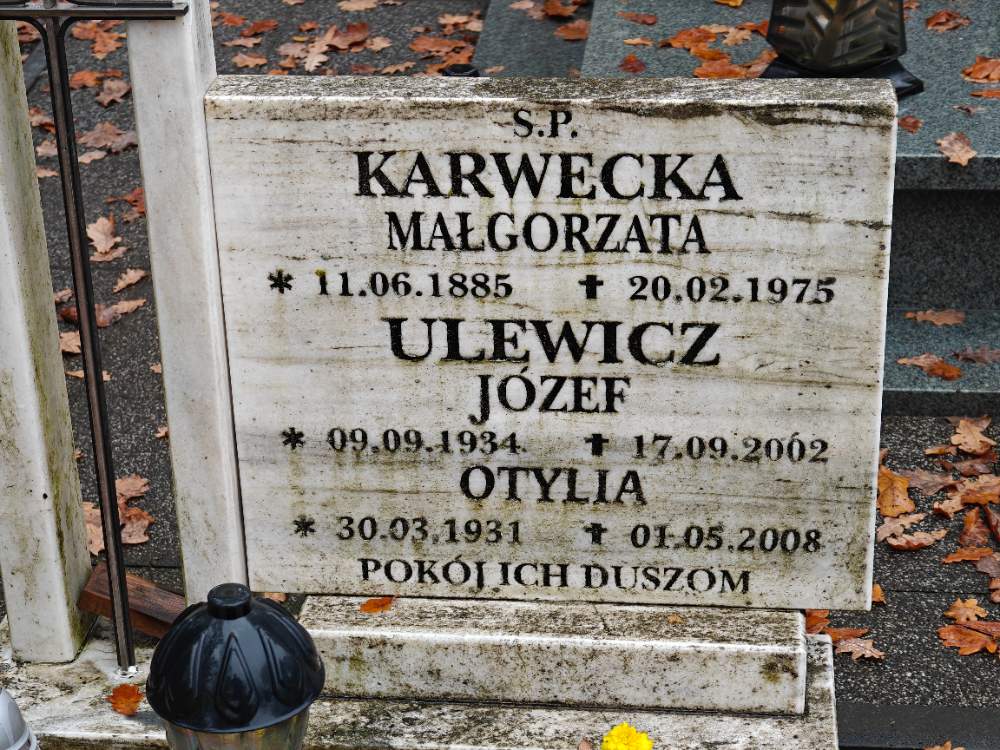 S.P.
KARWECKA
MAŁGORZATA
* 11.06.1885 ✝ 20.02.1975
ULEWICZ
JÓZEF
* 09.09.1934 ✝ 17.09.2002
OTYLIA
* 30.03.1931 ✝ 01.05.2008
POKÓJ ICH DUSZOM